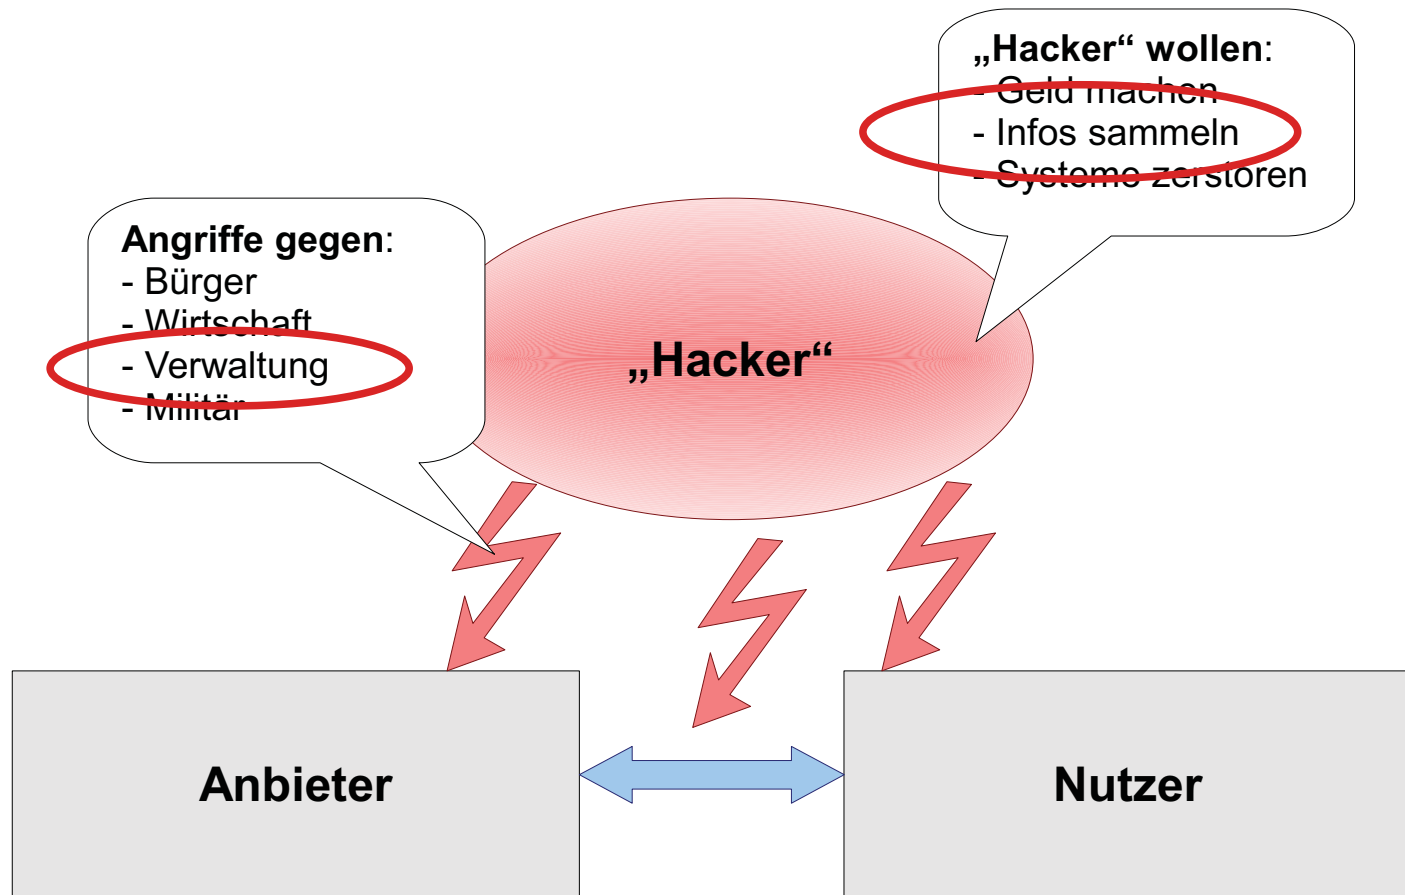 „Hacker“ wollen:
- Geld machen
- Infos sammeln
- Systeme zerstören
Angriffe gegen:
- Bürger
- Wirtschaft
- Verwaltung
- Militär
„Hacker“
Anbieter
Nutzer